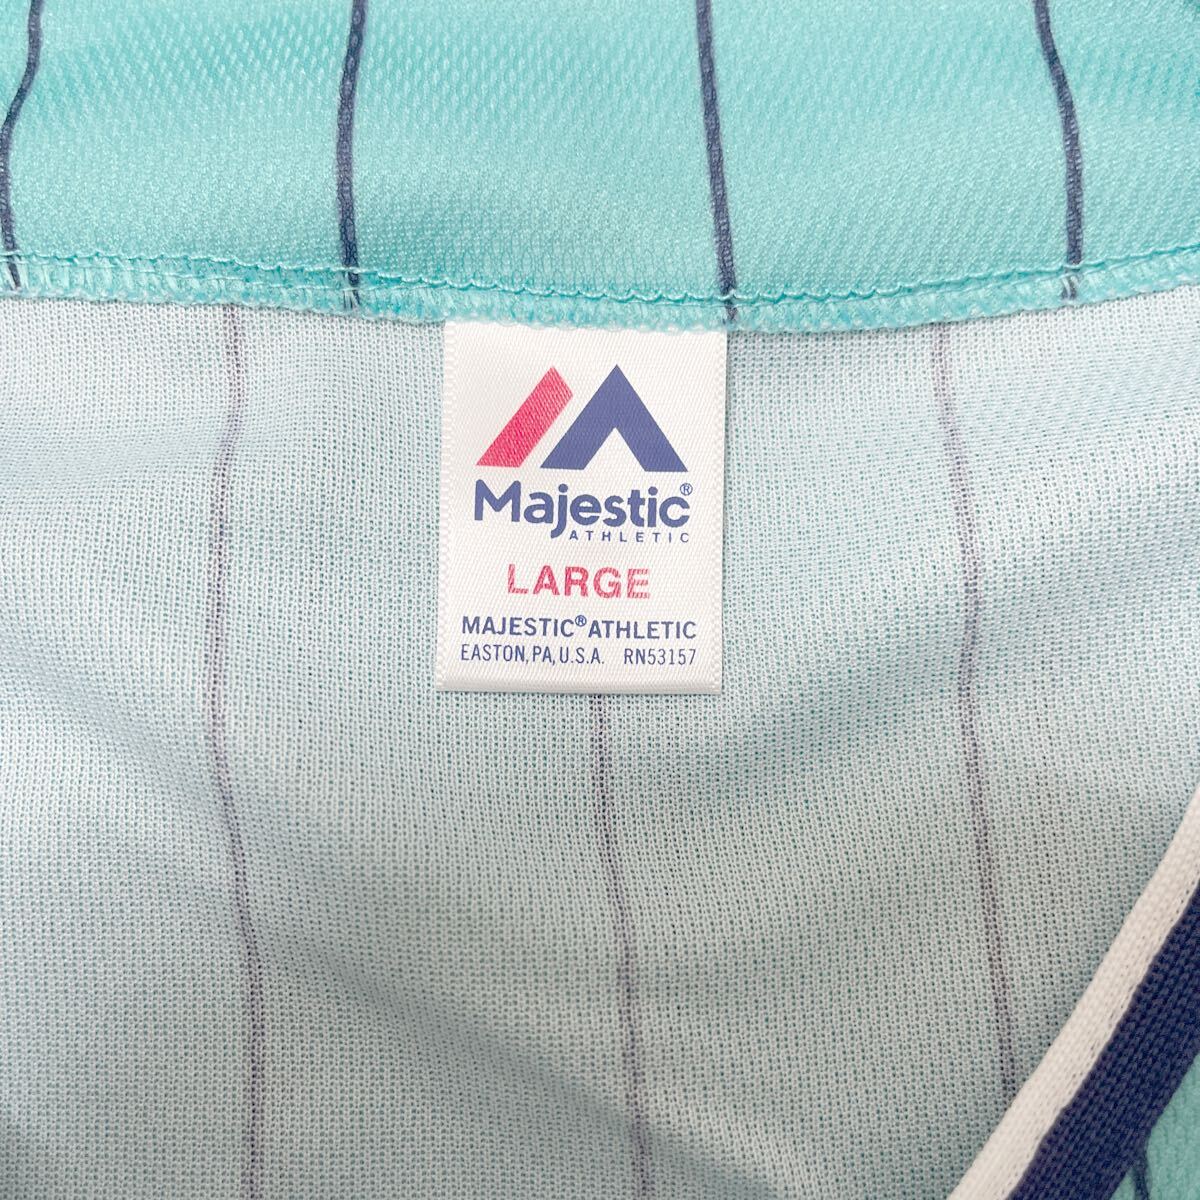 Majestic®
ATHLETIC
LARGE
MAJESTIC® ATHLETIC
EASTON, PA, U.S.A. RN53157